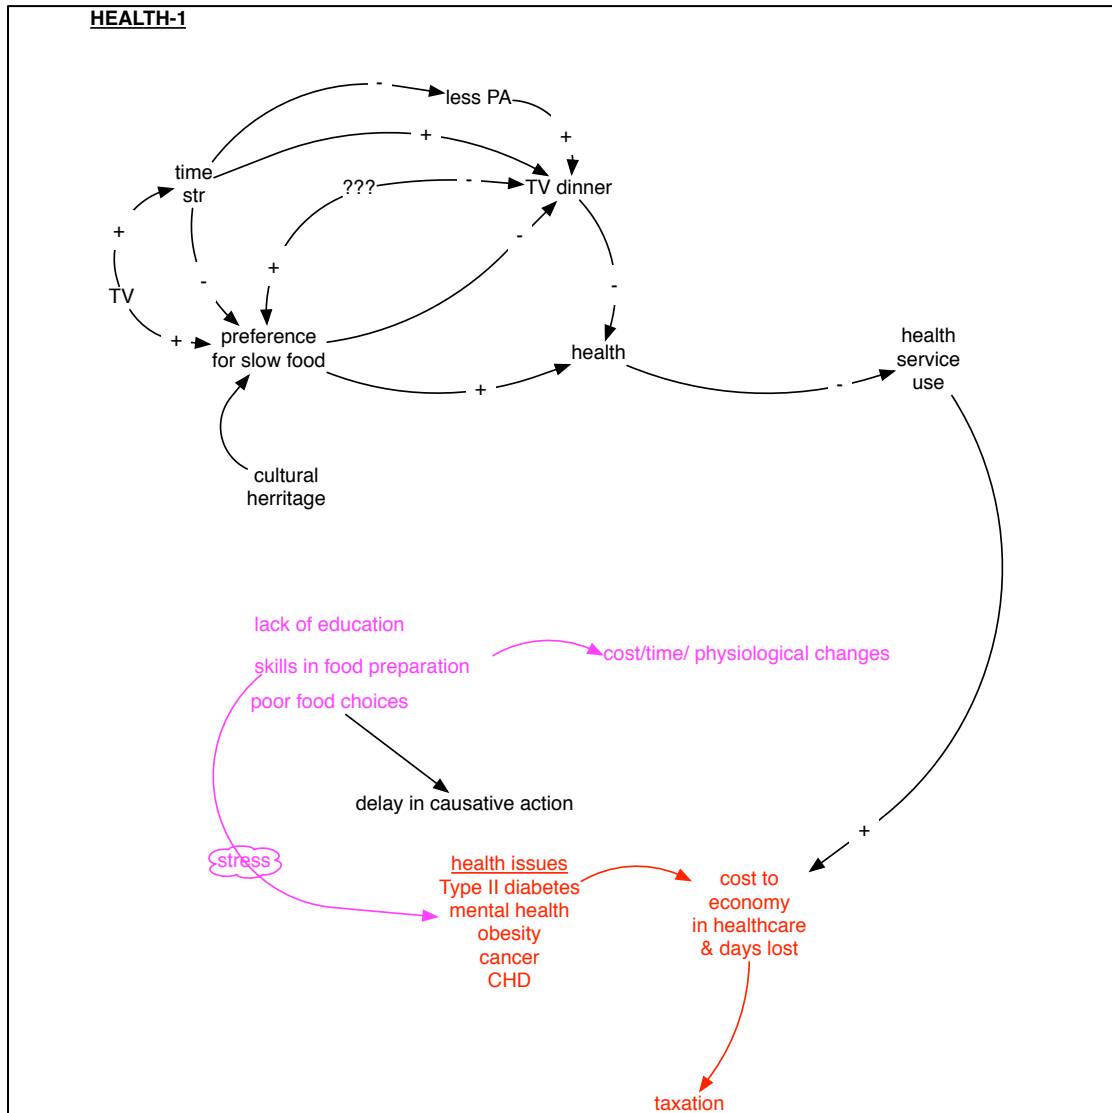 HEALTH-1
-
less PA
+
+
time
str
???
-
TV dinner
+
-
+
-
-
TV
+
preference
for slow food
health
health
service
use
+
-
cultural
herritage
lack of education
skills in food preparation
cost/time/ physiological changes
poor food choices
delay in causative action
+
stress
health issues
Type II diabetes
mental health
obesity
cancer
CHD
cost to
economy
in healthcare
& days lost
taxation